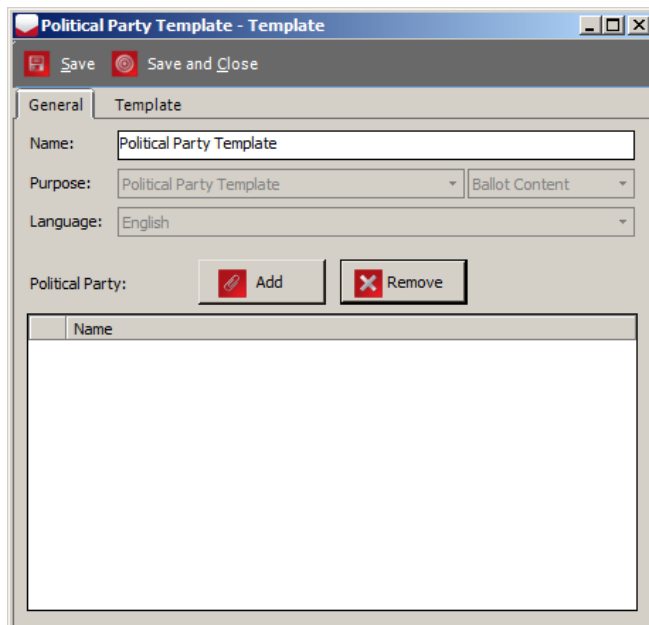 Political Party Template - Template
Save Save and Close
General Template
Name: Political Party Template
Purpose: Political Party Template Ballot Content
Language: English
Political Party: Add Remove
Name